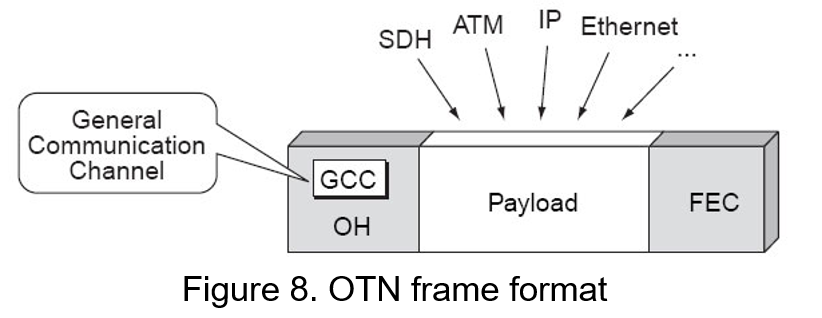 SDH ATM IP Ethernet
...
General
Communication
Channel
GCC
OH
Payload
FEC
Figure 8. OTN frame format